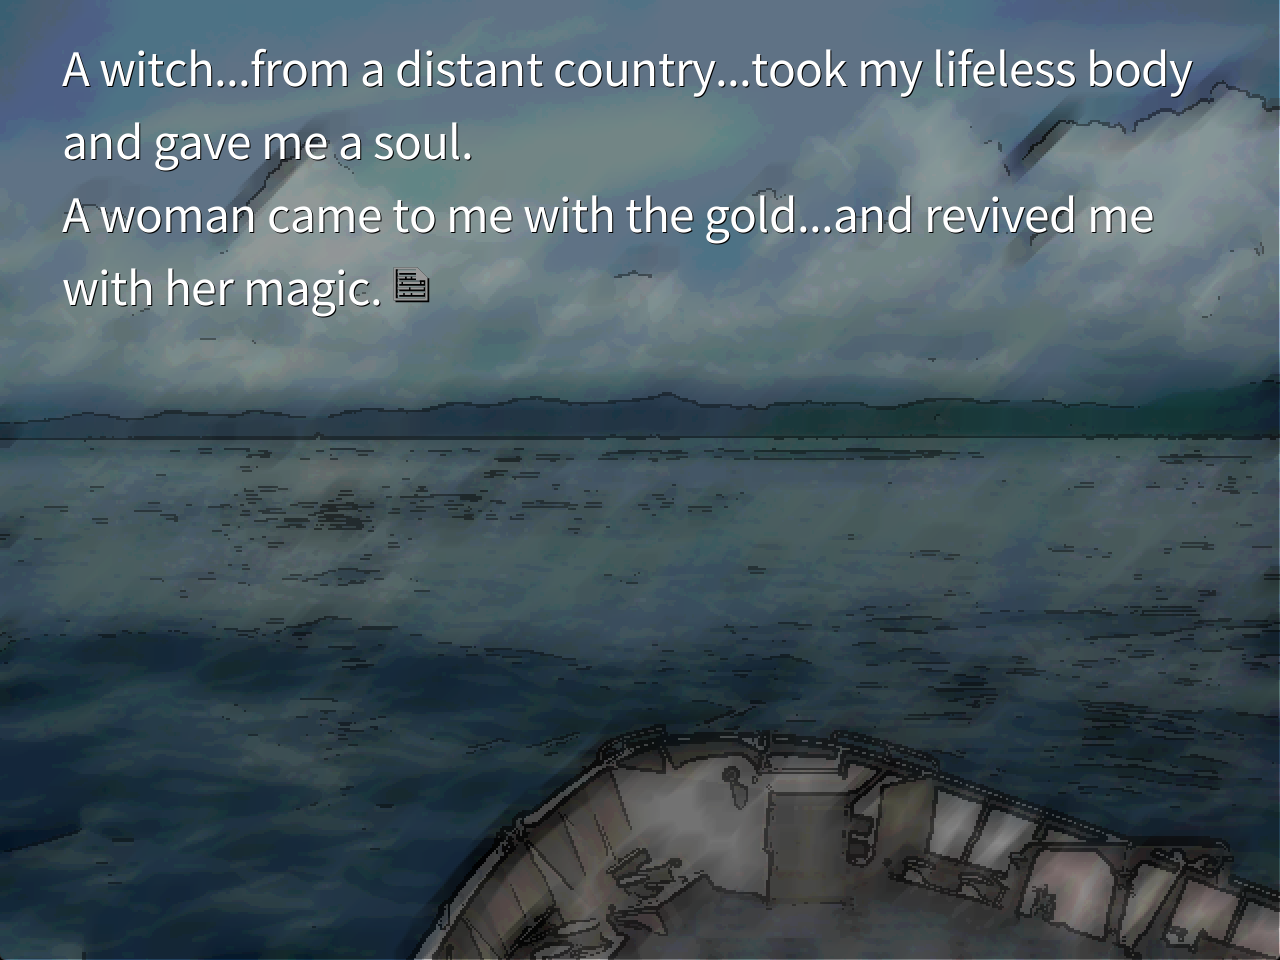 A witch...from a distant country...took my lifeless body
and gave me a soul.
A woman came to me with the gold...and revived me
with her magic.